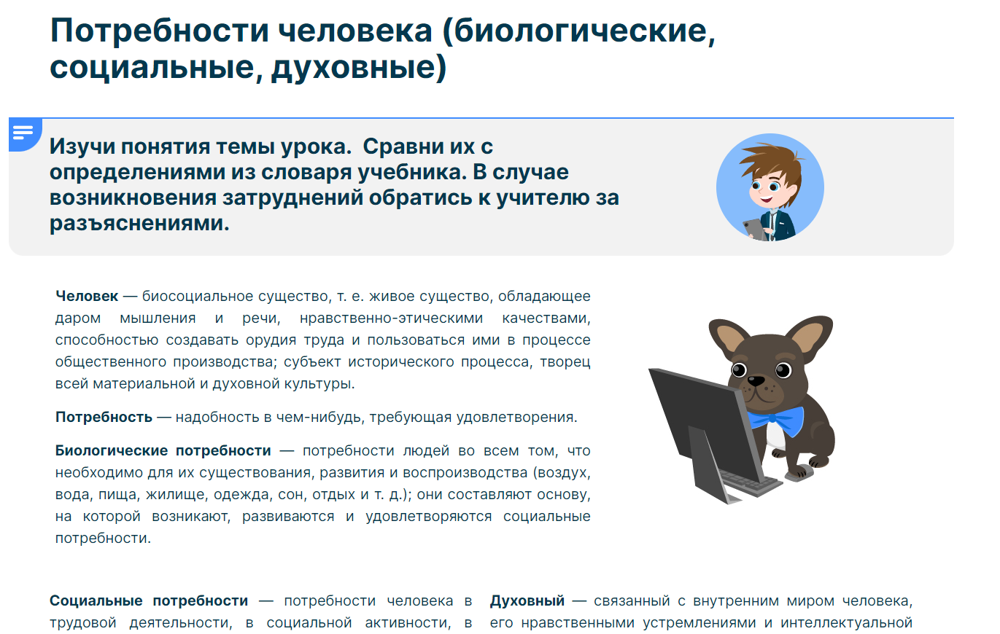 Потребности человека (биологические,
социальные, духовные)
Изучи понятия темы урока.  Сравни их с
определениями из словаря учебника. В случае
возникновения затруднений обратись к учителю за
разъяснениями.
Человек — биосоциальное существо, т. е. живое существо, обладающее
даром мышления и речи, нравственно-этическими качествами,
способностью создавать орудия труда и пользоваться ими в процессе
общественного производства; субъект исторического процесса, творец
всей материальной и духовной культуры.
Потребность — надобность в чем-нибудь, требующая удовлетворения.
Биологические потребности — потребности людей во всем том, что
необходимо для их существования, развития и воспроизводства (воздух,
вода, пища, жилище, одежда, сон, отдых и т. д.); они составляют основу,
на которой возникают, развиваются и удовлетворяются социальные
потребности.
Социальные потребности — потребности человека в
трудовой деятельности, в социальной активности, в
Духовный — связанный с внутренним миром человека,
его нравственными устремлениями и интеллектуальной